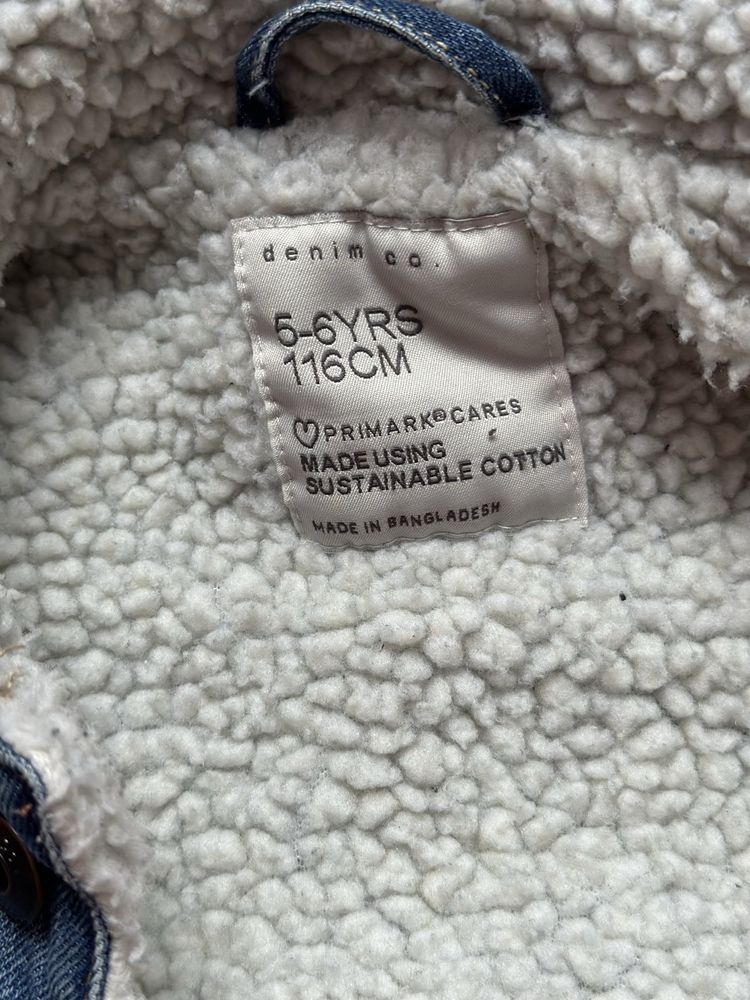 denim co.
5-6YRS
116CM
PRIMARK® CARES
MADE USING
SUSTAINABLE COTTON
MADE IN BANGLADESH